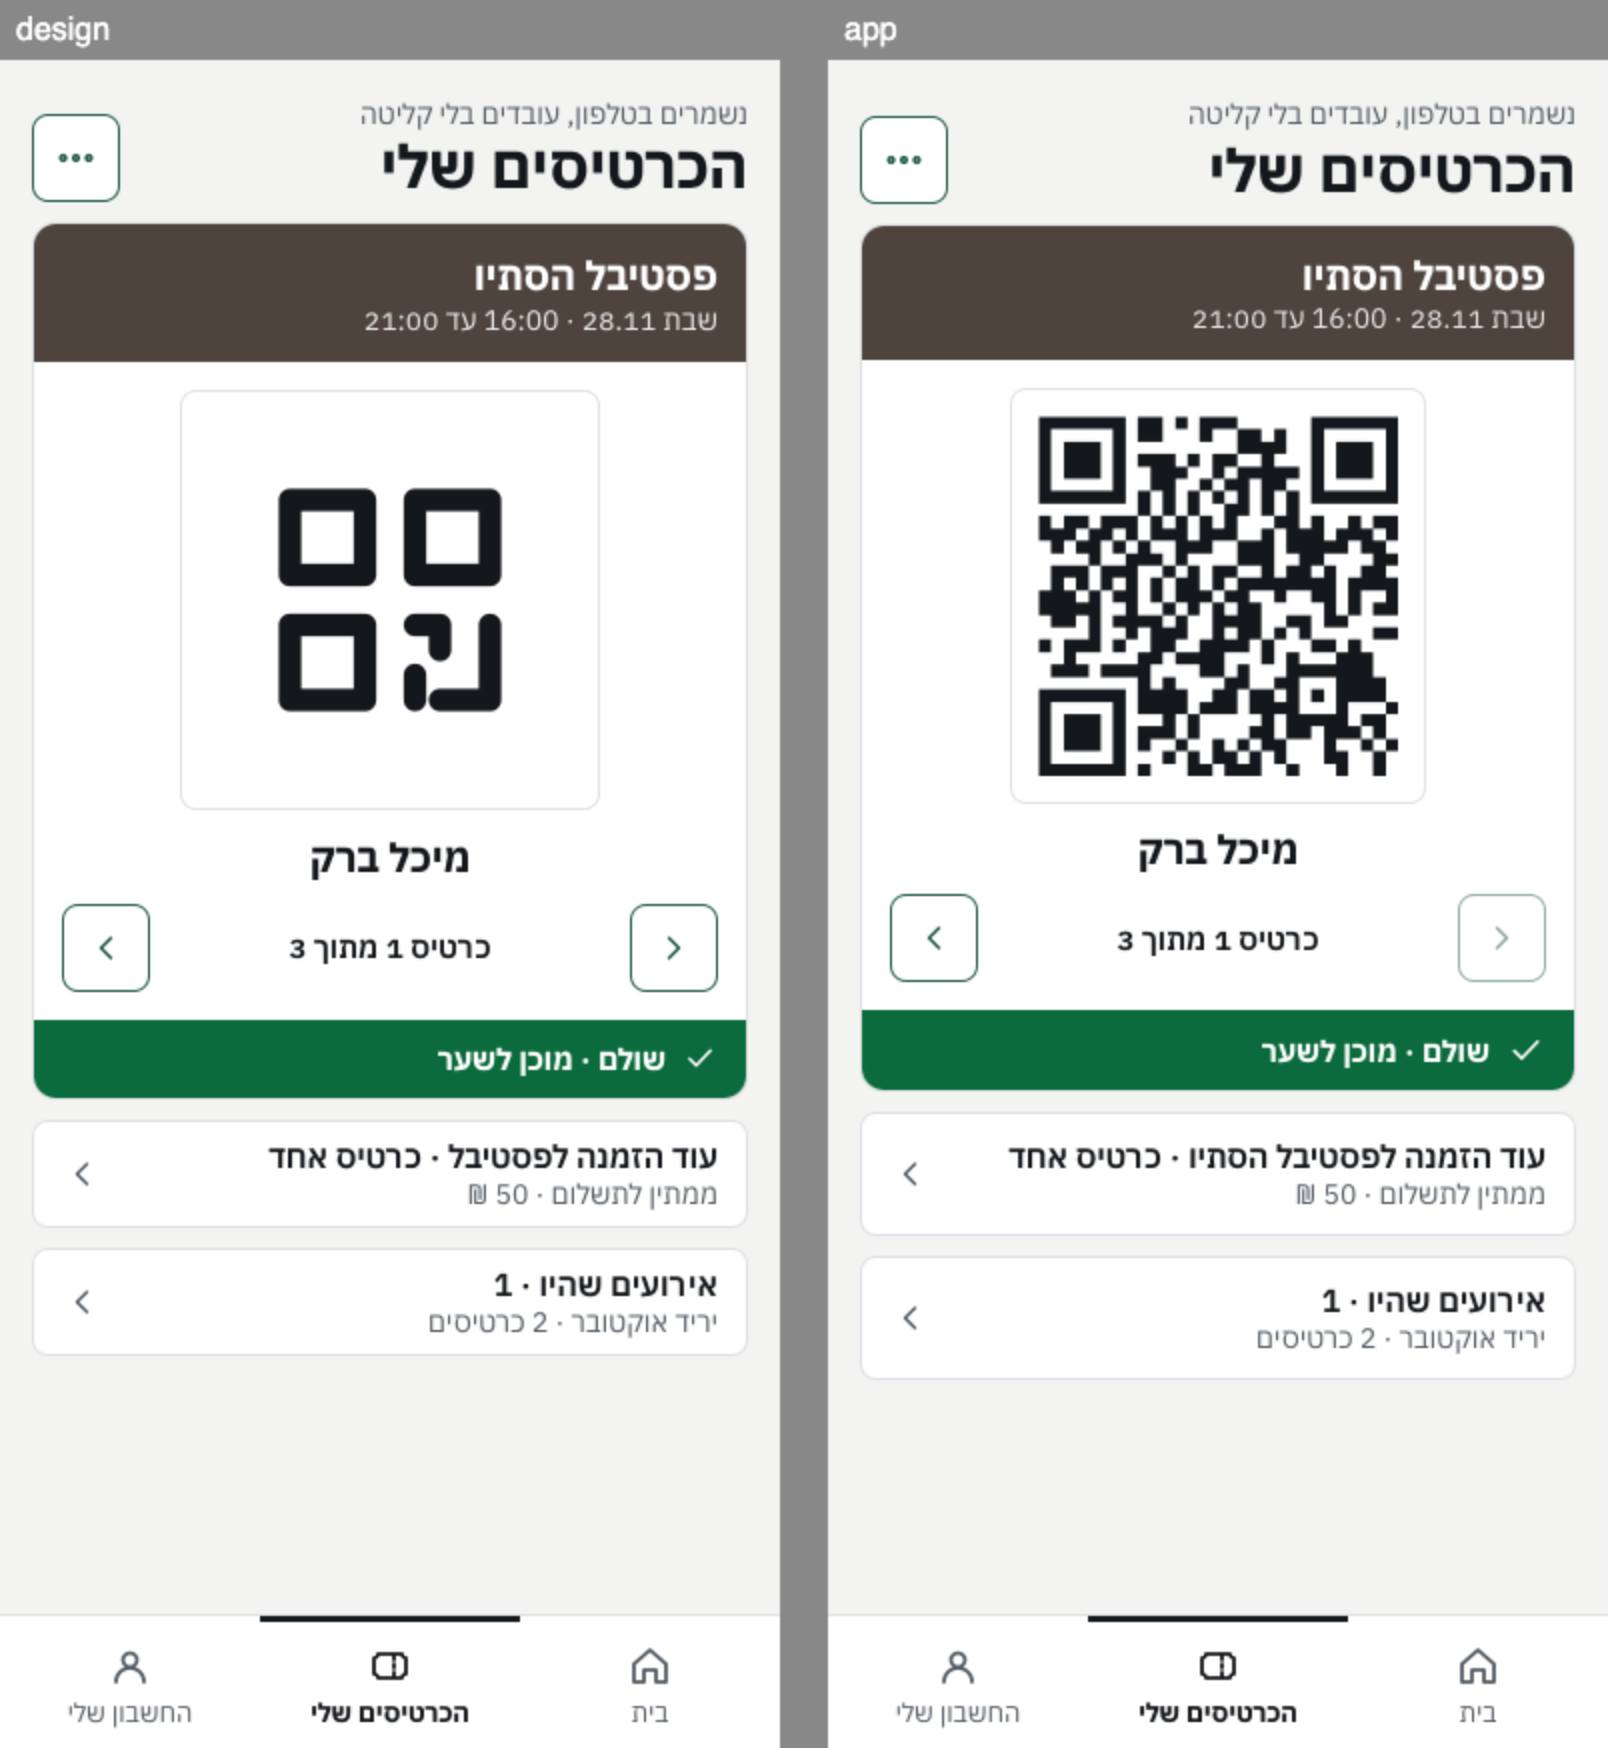 design
נשמרים בטלפון, עובדים בלי קליטה
הכרטיסים שלי
פסטיבל הסתיו
שבת 28.11 · 16:00 עד 21:00
מיכל ברק
כרטיס 1 מתוך 3
שולם · מוכן לשער
עוד הזמנה לפסטיבל · כרטיס אחד
ממתין לתשלום · 50 ₪
אירועים שהיו · 1
יריד אוקטובר · 2 כרטיסים
בית
הכרטיסים שלי
החשבון שלי
app
נשמרים בטלפון, עובדים בלי קליטה
הכרטיסים שלי
פסטיבל הסתיו
שבת 28.11 · 16:00 עד 21:00
מיכל ברק
כרטיס 1 מתוך 3
שולם · מוכן לשער
עוד הזמנה לפסטיבל הסתיו · כרטיס אחד
ממתין לתשלום · 50 ₪
אירועים שהיו · 1
יריד אוקטובר · 2 כרטיסים
בית
הכרטיסים שלי
החשבון שלי